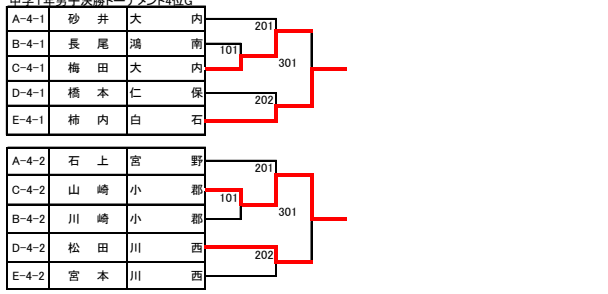 中学1年男子決勝トーナメント4位G
A-4-1 砂井 大内
201
B-4-1 長尾 鴻南
101
C-4-1 梅田 大内
301
D-4-1 橋本 仁保
202
E-4-1 柿内 白石
A-4-2 石上 宮野
201
C-4-2 山崎 小郡
101
301
B-4-2 川崎 小郡
D-4-2 松田 川西
202
E-4-2 宮本 川西